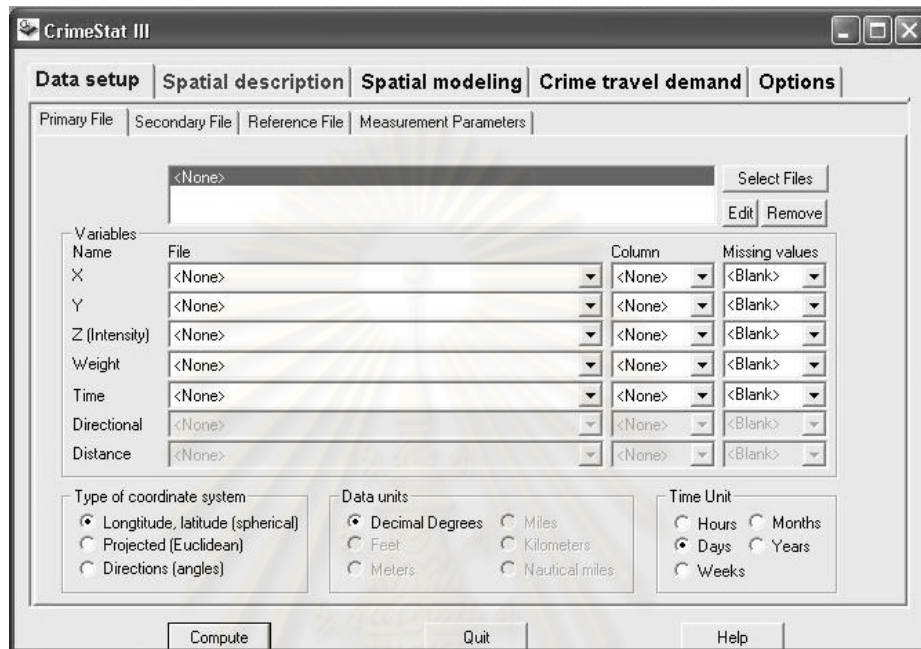 CrimeStat III
Data setup Spatial description Spatial modeling Crime travel demand Options
Primary File Secondary File Reference File Measurement Parameters
<None> Select Files
Edit Remove
Variables
Name File Column Missing values
X <None> <None> <Blank>
Y <None> <None> <Blank>
Z (Intensity) <None> <None> <Blank>
Weight <None> <None> <Blank>
Time <None> <None> <Blank>
Directional <None> <None> <Blank>
Distance <None> <None> <Blank>
Type of coordinate system Data units Time Unit
Longtitude, latitude (spherical) Decimal Degrees Miles Hours Months
Projected (Euclidean) Feet Kilometers Days Years
Directions (angles) Meters Nautical miles Weeks
Compute Quit Help